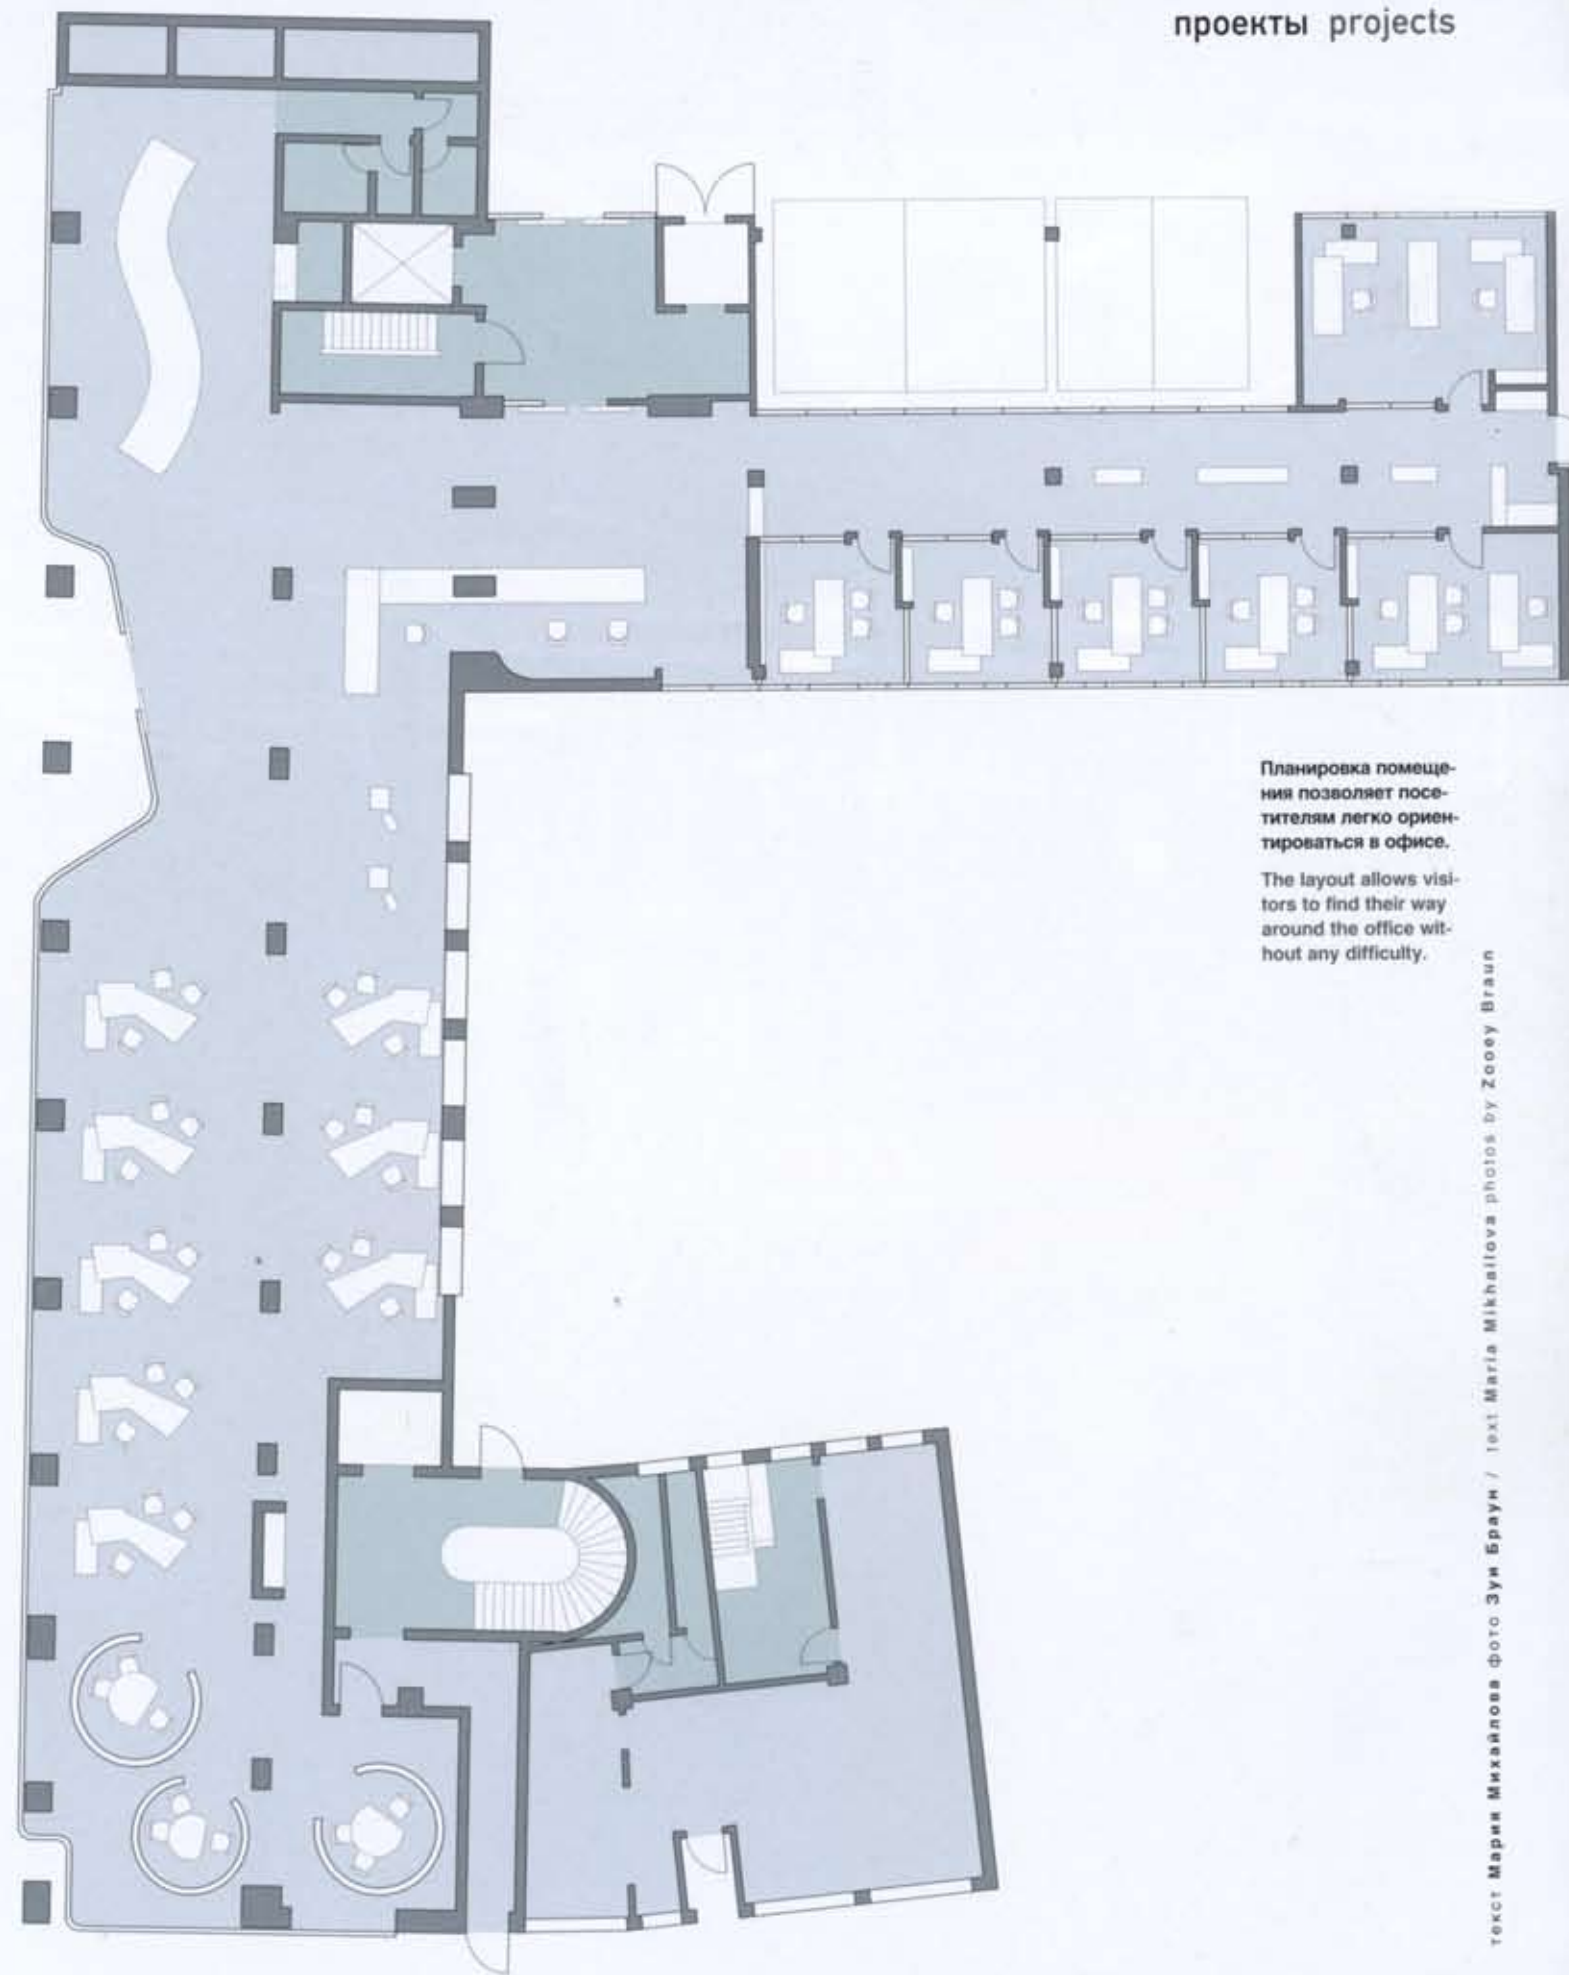 проекты projects
Планировка помеще-
ния позволяет посе-
тителям легко ориен-
тироваться в офисе.
The layout allows visi-
tors to find their way
around the office wit-
hout any difficulty.
текст Мария Михайлова фото Зуи Браун / text Maria Mikhailova photos by Zooey Braun